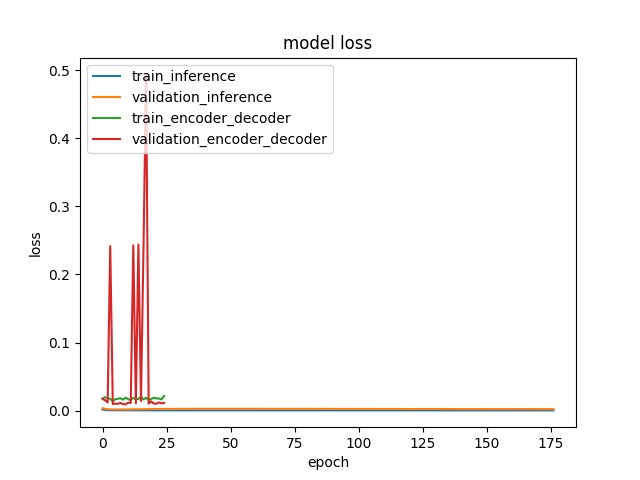 model loss
train_inference
validation_inference
train_encoder_decoder
validation_encoder_decoder
0.5
0.4
0.3
0.2
0.1
0.0
loss
0 25 50 75 100 125 150 175
epoch